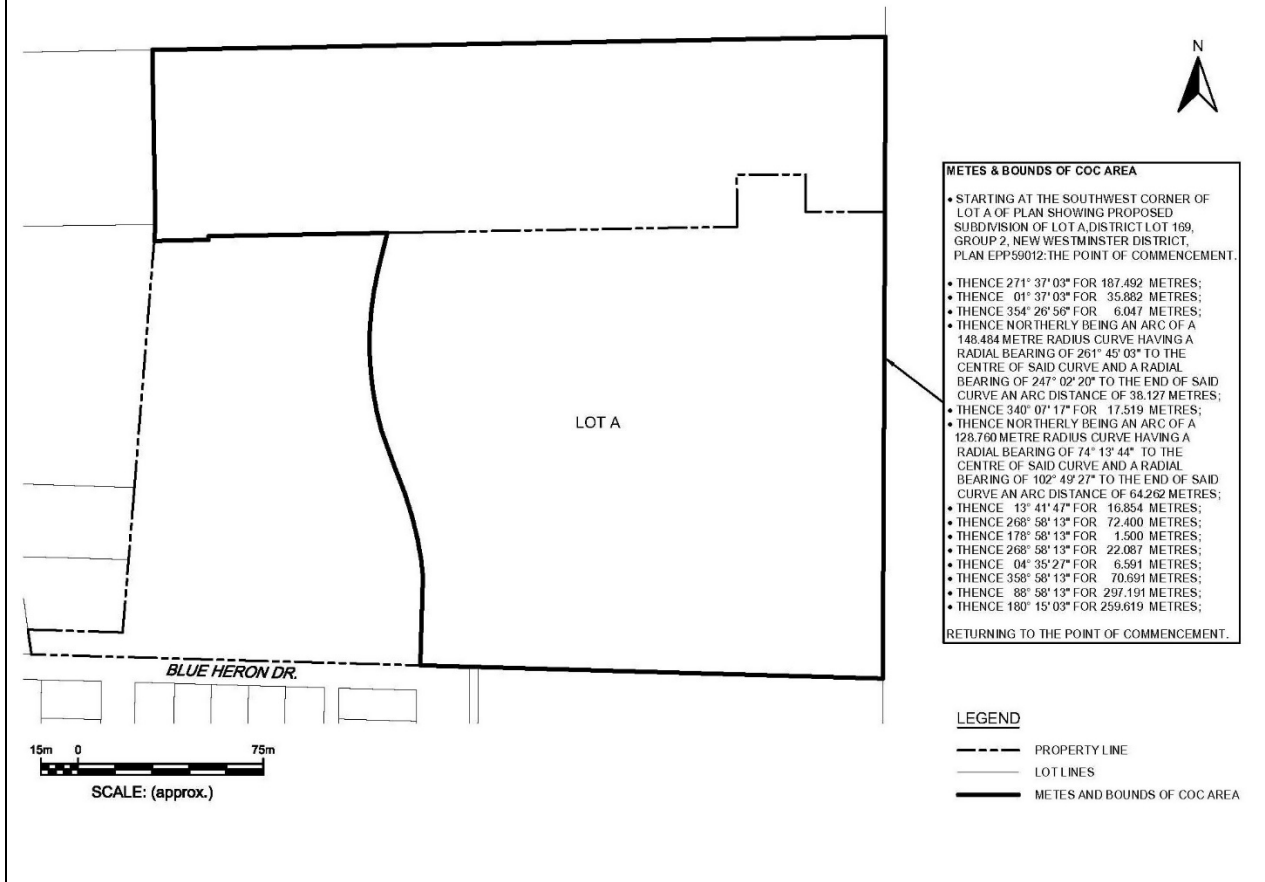 N
METES & BOUNDS OF COC AREA
• STARTING AT THE SOUTHWEST CORNER OF
LOT A OF PLAN SHOWING PROPOSED
SUBDIVISION OF LOT A,DISTRICT LOT 169,
GROUP 2, NEW WESTMINSTER DISTRICT,
PLAN EPP59012:THE POINT OF COMMENCEMENT.
• THENCE 271° 37' 03" FOR 187.492 METRES;
• THENCE 01° 37' 03" FOR 35.882 METRES;
• THENCE 354° 26' 56" FOR 6.047 METRES;
• THENCE NORTHERLY BEING AN ARC OF A
148.484 METRE RADIUS CURVE HAVING A
RADIAL BEARING OF 261° 45' 03" TO THE
CENTRE OF SAID CURVE AND A RADIAL
BEARING OF 247° 02' 20" TO THE END OF SAID
CURVE AN ARC DISTANCE OF 38.127 METRES;
• THENCE 340° 07' 17" FOR 17.519 METRES;
• THENCE NORTHERLY BEING AN ARC OF A
128.760 METRE RADIUS CURVE HAVING A
RADIAL BEARING OF 74° 13' 44" TO THE
CENTRE OF SAID CURVE AND A RADIAL
BEARING OF 102° 49' 27" TO THE END OF SAID
CURVE AN ARC DISTANCE OF 64.262 METRES;
• THENCE 13° 41' 47" FOR 16.854 METRES;
• THENCE 268° 58' 13" FOR 72.400 METRES;
• THENCE 178° 58' 13" FOR 1.500 METRES;
• THENCE 268° 58' 13" FOR 22.087 METRES;
• THENCE 04° 35' 27" FOR 6.591 METRES;
• THENCE 358° 58' 13" FOR 70.691 METRES;
• THENCE 88° 58' 13" FOR 297.191 METRES;
• THENCE 180° 15' 03" FOR 259.619 METRES;
RETURNING TO THE POINT OF COMMENCEMENT.
LOT A
BLUE HERON DR.
15m 0 75m
SCALE: (approx.)
LEGEND
PROPERTY LINE
LOT LINES
METES AND BOUNDS OF COC AREA